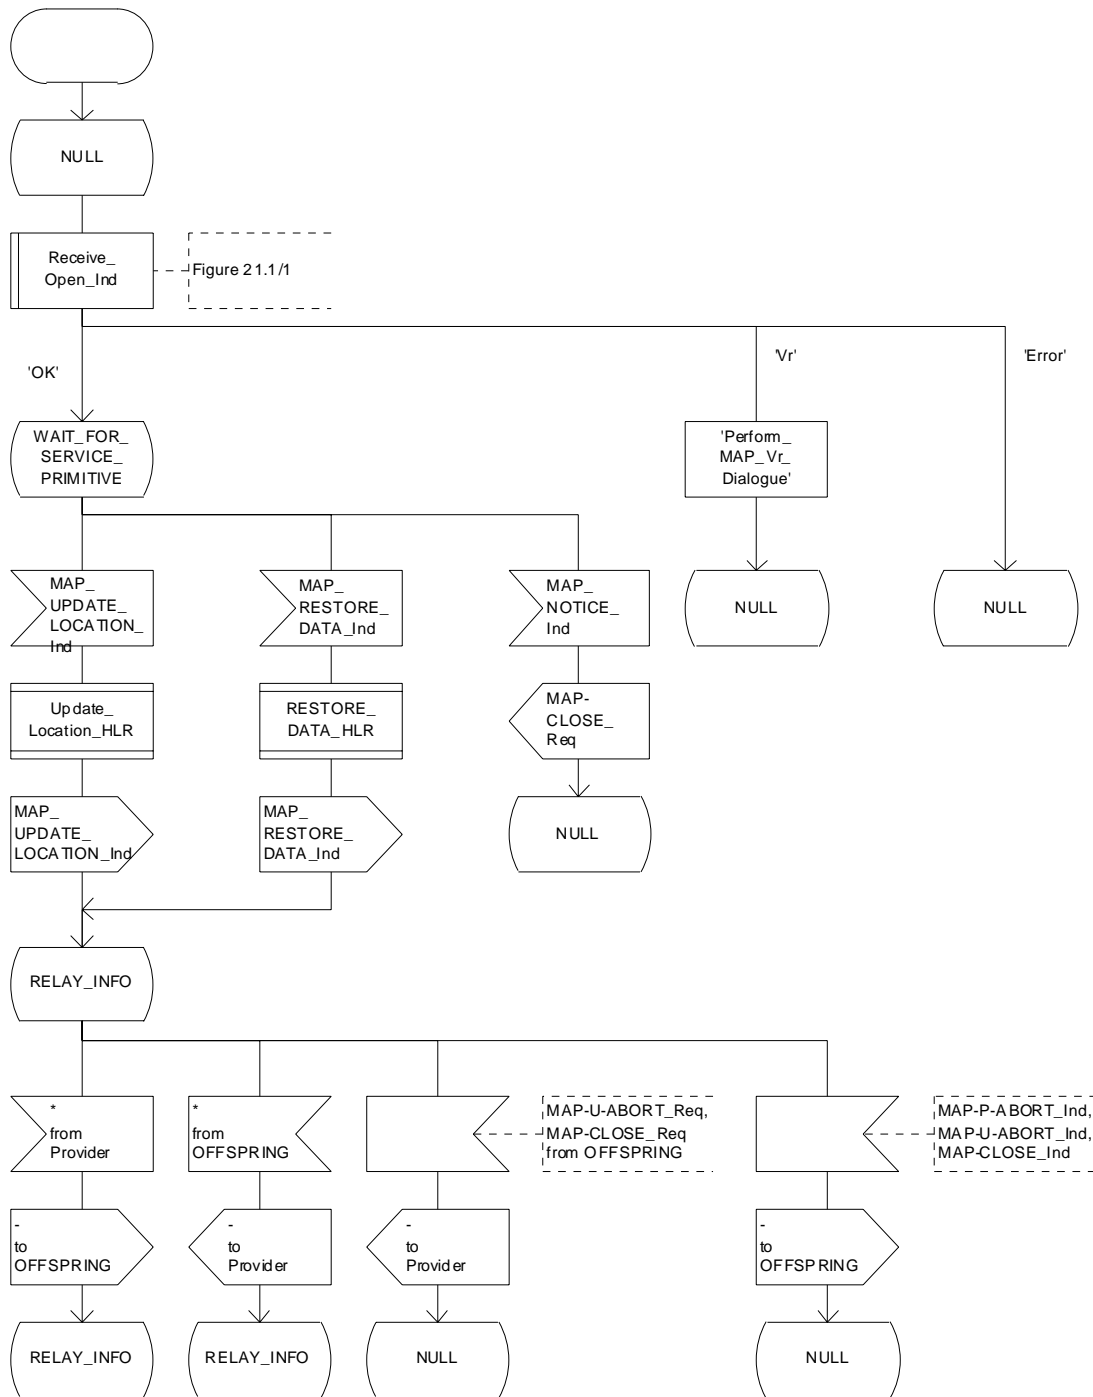 NULL
Receive_
Open_Ind
Figure 21.1/1
'OK'
'Vr'
'Error'
WAIT_FOR_
SERVICE_
PRIMITIVE
'Perform_
MAP_Vr_
Dialogue'
MAP_
UPDATE_
LOCATION_
Ind
MAP_
RESTORE_
DATA_Ind
MAP_
NOTICE_
Ind
NULL
NULL
Update_
Location_HLR
RESTORE_
DATA_HLR
MAP-
CLOSE_
Req
MAP_
UPDATE_
LOCATION_Ind
MAP_
RESTORE_
DATA_Ind
NULL
RELAY_INFO
*
from
Provider
*
from
OFFSPRING
MAP-U-ABORT_Req,
MAP-CLOSE_Req
from OFFSPRING
MAP-P-ABORT_Ind,
MAP-U-ABORT_Ind,
MAP-CLOSE_Ind
-
to
OFFSPRING
-
to
Provider
-
to
Provider
-
to
OFFSPRING
RELAY_INFO
RELAY_INFO
NULL
NULL